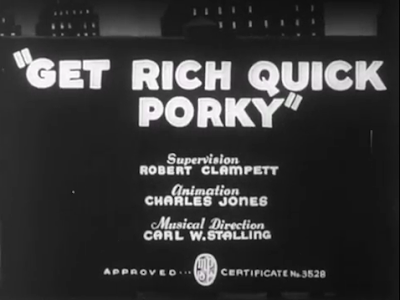 "GET RICH QUICK
PORKY"
Supervision
ROBERT CLAMPETT
Animation
CHARLES JONES
Musical Direction
CARL W. STALLING
APPROVED··· CERTIFICATE No. 3528